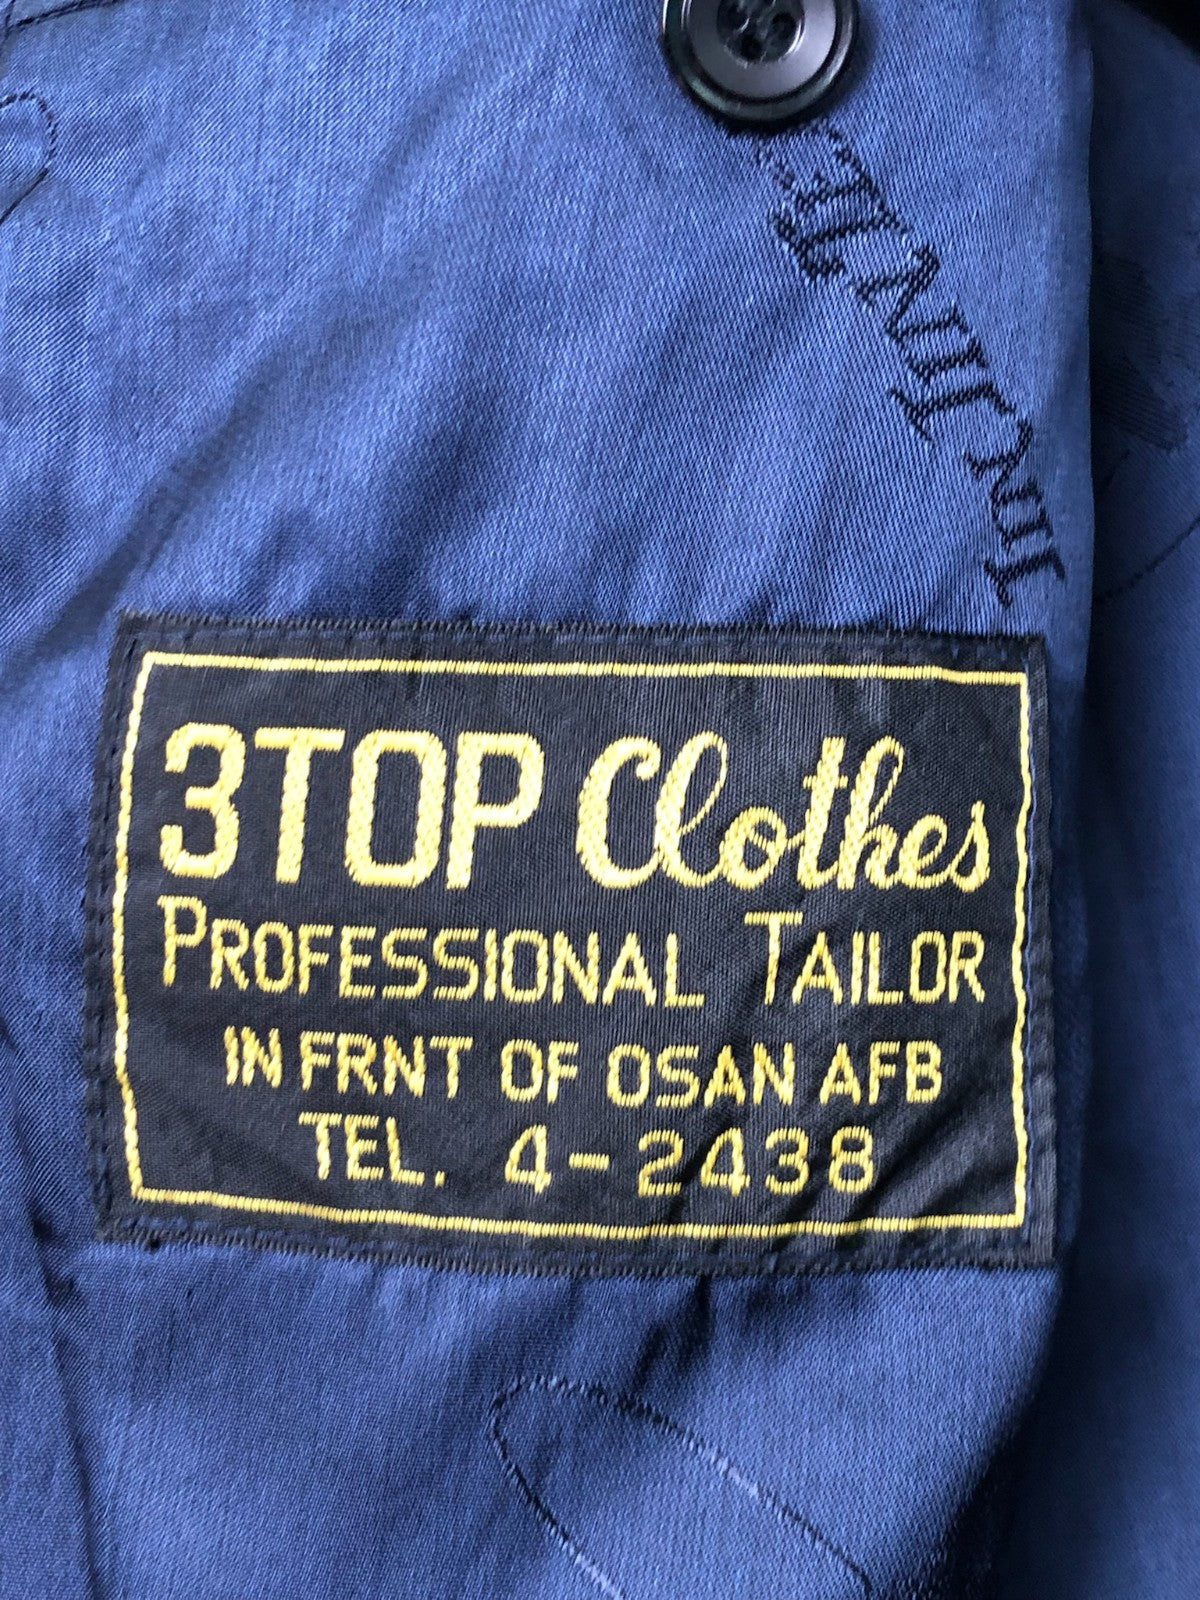 3TOP Clothes
PROFESSIONAL TAILOR
IN FRNT OF OSAN AFB
TEL. 4-2438